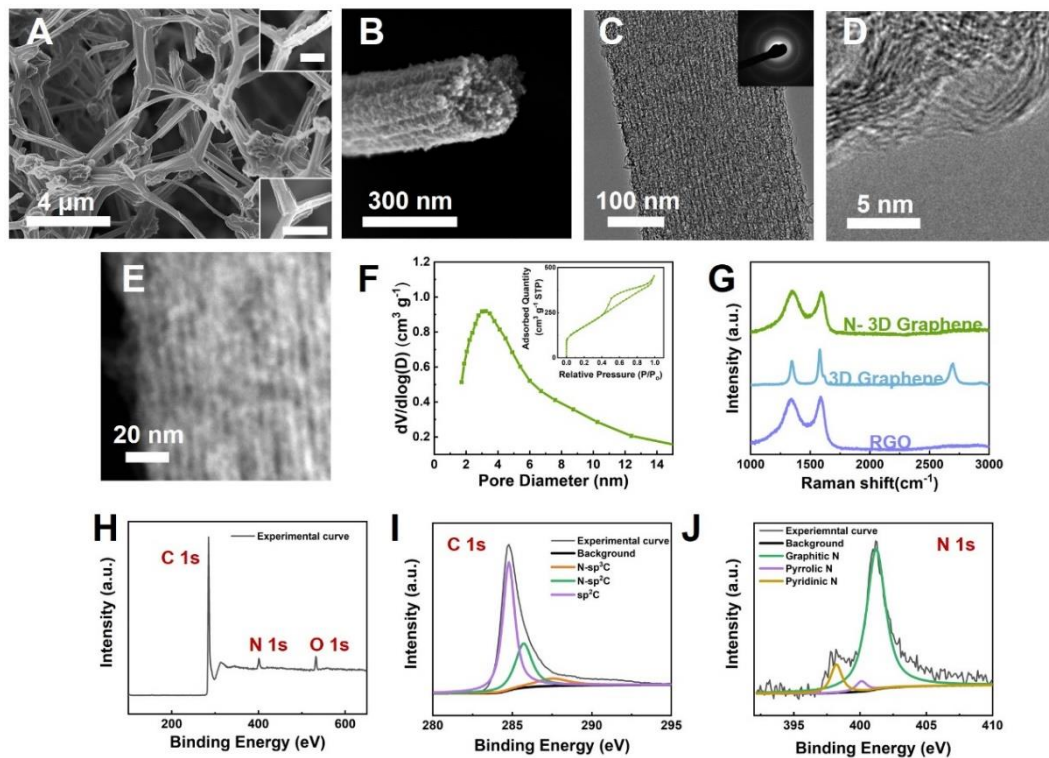 A
4 μm
B
300 nm
C
100 nm
D
5 nm
E
20 nm
F
dV/dlog(D) (cm³ g⁻¹)
1.2
1.0
0.8
0.6
0.4
0.2
0 2 4 6 8 10 12 14
Pore Diameter (nm)
Adsorbed Quantity
(cm³ g⁻¹ STP)
500
250
0
0.0 0.2 0.4 0.6 0.8 1.0
Relative Pressure (P/P₀)
G
Intensity (a.u.)
N- 3D Graphene
3D Graphene
RGO
1000 1500 2000 2500 3000
Raman shift(cm⁻¹)
H
Intensity (a.u.)
C 1s
Experimental curve
N 1s
O 1s
200 400 600
Binding Energy (eV)
I
Intensity (a.u.)
C 1s
Experimental curve
Background
N-sp³C
N-sp²C
sp²C
280 285 290 295
Binding Energy (eV)
J
Intensity (a.u.)
Experiemntal curve
Background
Graphitic N
Pyrrolic N
Pyridinic N
N 1s
395 400 405 410
Binding Energy (eV)